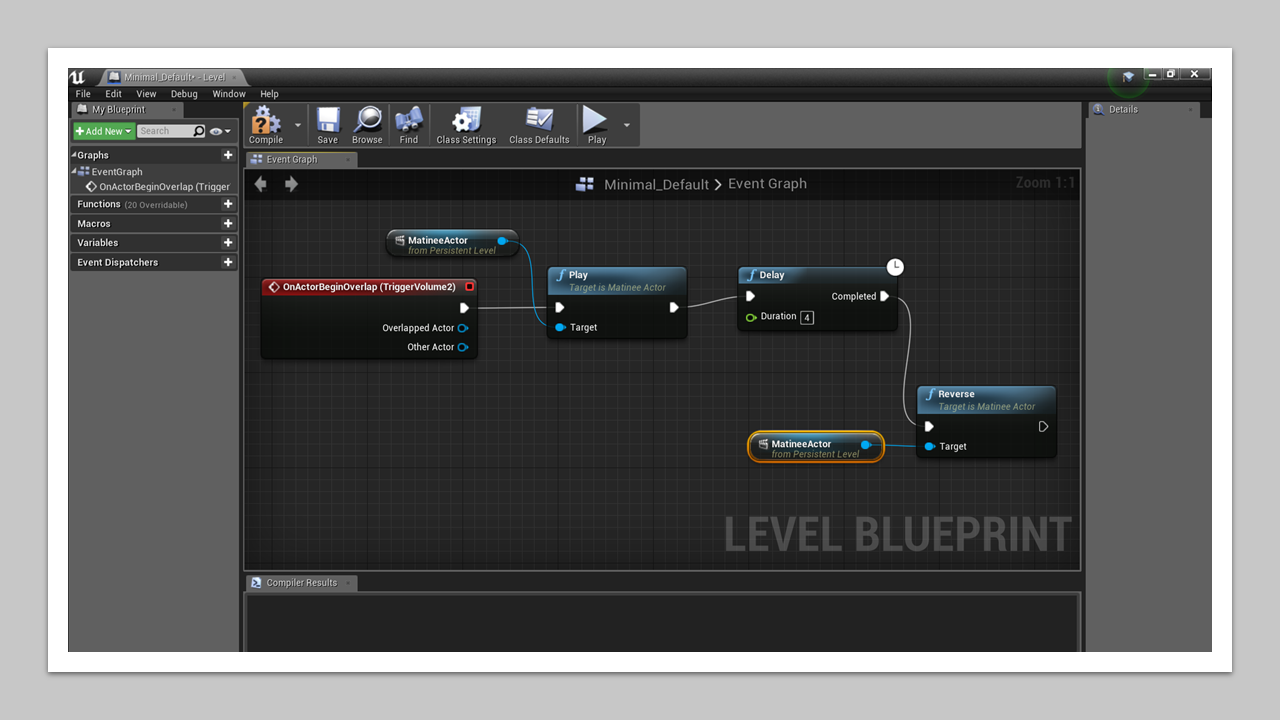 Minimal_Default* - Level
File Edit View Debug Window Help
My Blueprint
Details
+Add New
Search
Compile
Save
Browse
Find
Class Settings
Class Defaults
Play
Graphs
EventGraph
OnActorBeginOverlap (Trigger
Functions (20 Overridable)
Macros
Variables
Event Dispatchers
Event Graph
Minimal_Default > Event Graph
Zoom 1:1
MatineeActor
from Persistent Level
OnActorBeginOverlap (TriggerVolume2)
Overlapped Actor
Other Actor
Play
Target is Matinee Actor
Target
Delay
Completed
Duration 4
Reverse
Target is Matinee Actor
Target
MatineeActor
from Persistent Level
LEVEL BLUEPRINT
Compiler Results